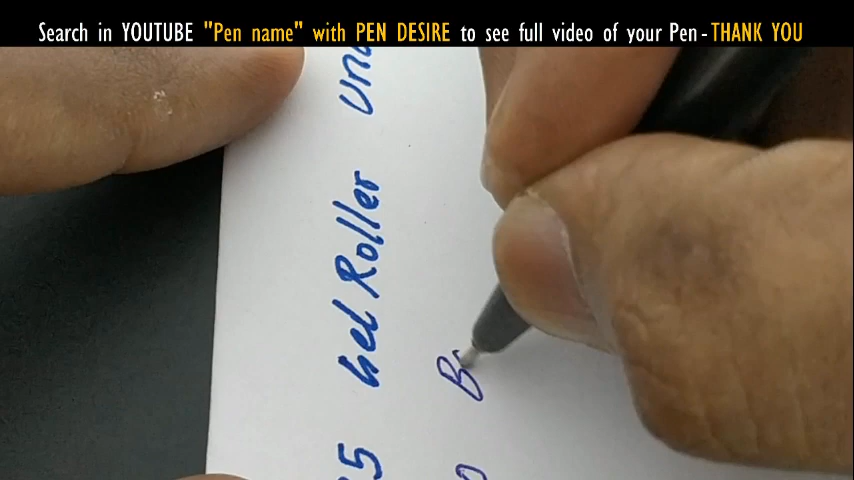 Search in YOUTUBE "Pen name" with PEN DESIRE to see full video of your Pen - THANK YOU
5 Gel Roller
B